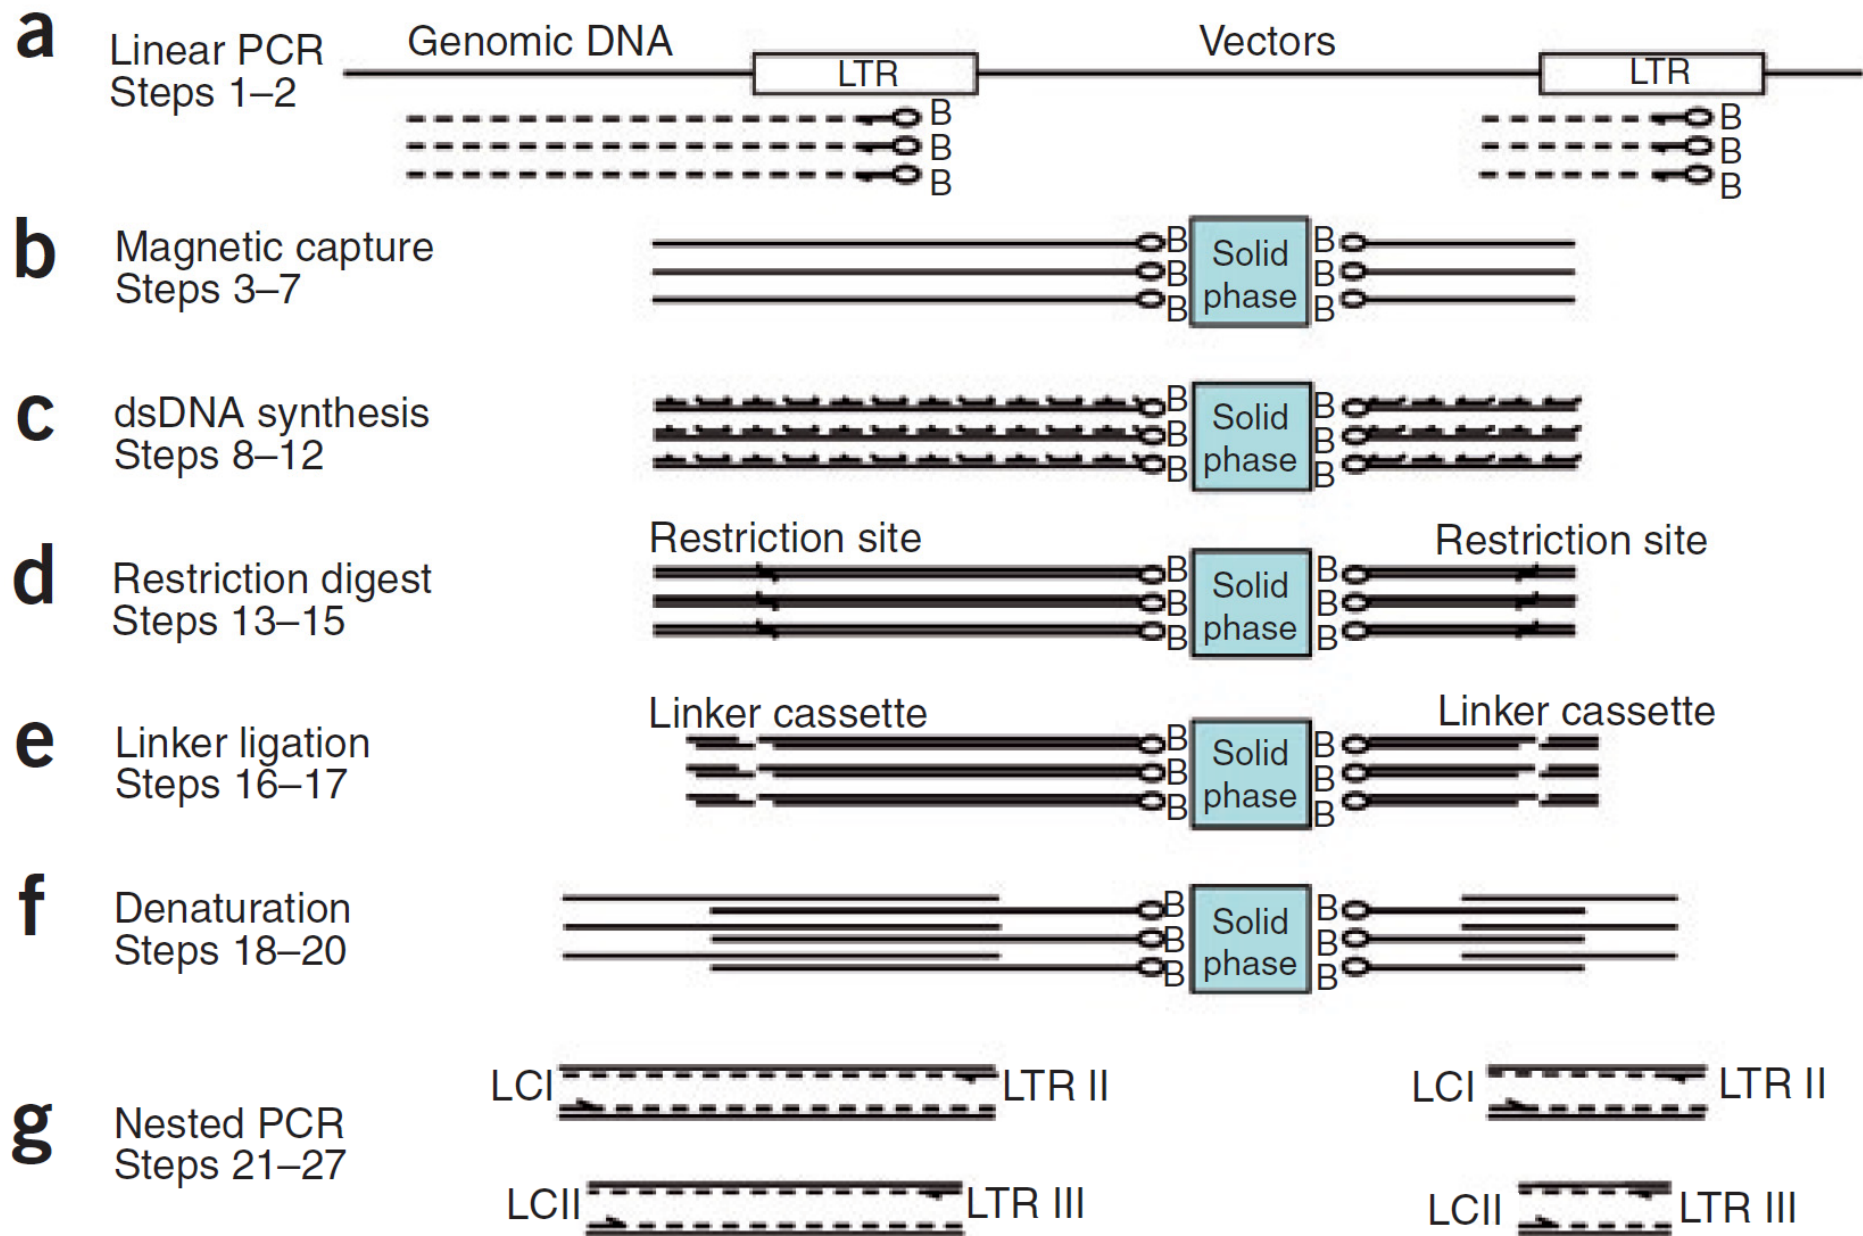 a
Linear PCR
Steps 1–2
Genomic DNA
Vectors
LTR
LTR
B
B
B
B
B
B
b
Magnetic capture
Steps 3–7
B
B
B
Solid
phase
B
B
B
c
dsDNA synthesis
Steps 8–12
B
B
B
Solid
phase
B
B
B
d
Restriction digest
Steps 13–15
Restriction site
Restriction site
B
B
B
Solid
phase
B
B
B
e
Linker ligation
Steps 16–17
Linker cassette
Linker cassette
B
B
B
Solid
phase
B
B
B
f
Denaturation
Steps 18–20
B
B
B
Solid
phase
B
B
B
g
Nested PCR
Steps 21–27
LCI
LTR II
LCI
LTR II
LCII
LTR III
LCII
LTR III